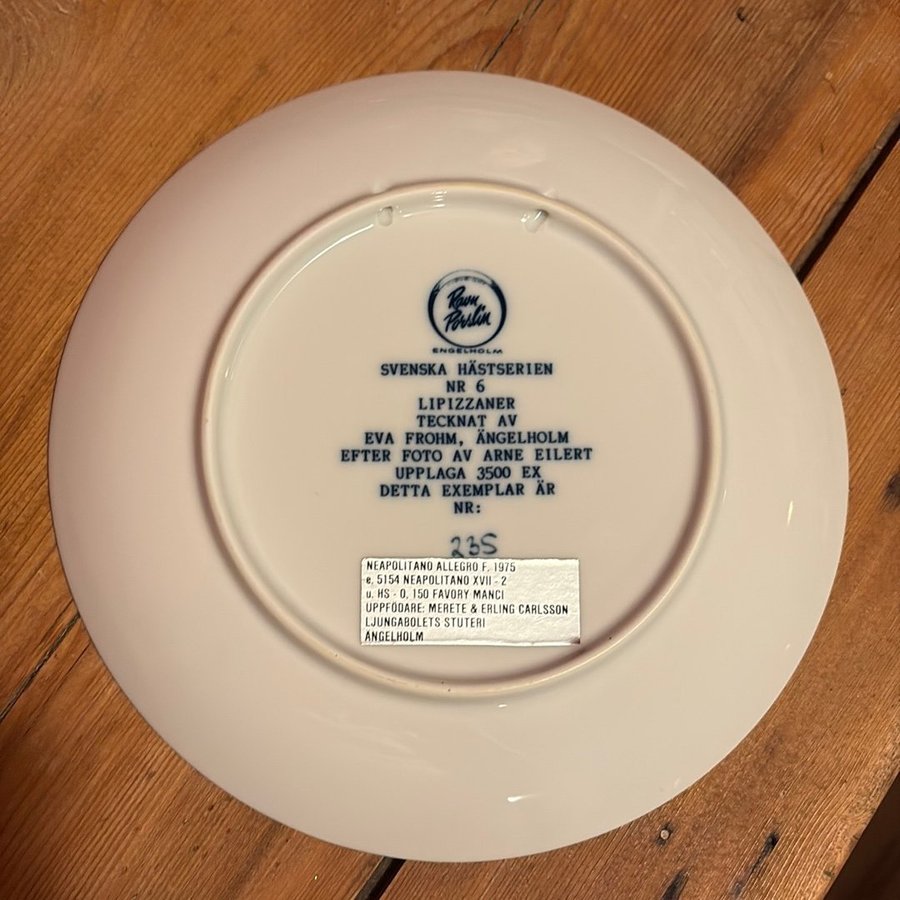 Ravn
Porslin
ENGELHOLM
SVENSKA HÄSTSERIEN
NR 6
LIPIZZANER
TECKNAT AV
EVA FROHM, ÄNGELHOLM
EFTER FOTO AV ARNE EILERT
UPPLAGA 3500 EX
DETTA EXEMPLAR ÄR
NR:
235
NEAPOLITANO ALLEGRO F. 1975
e. 5154 NEAPOLITANO XVII - 2
u. HS - 0, 150 FAVORY MANCI
UPPFÖDARE: MERETE & ERLING CARLSSON
LJUNGABOLETS STUTERI
ÄNGELHOLM